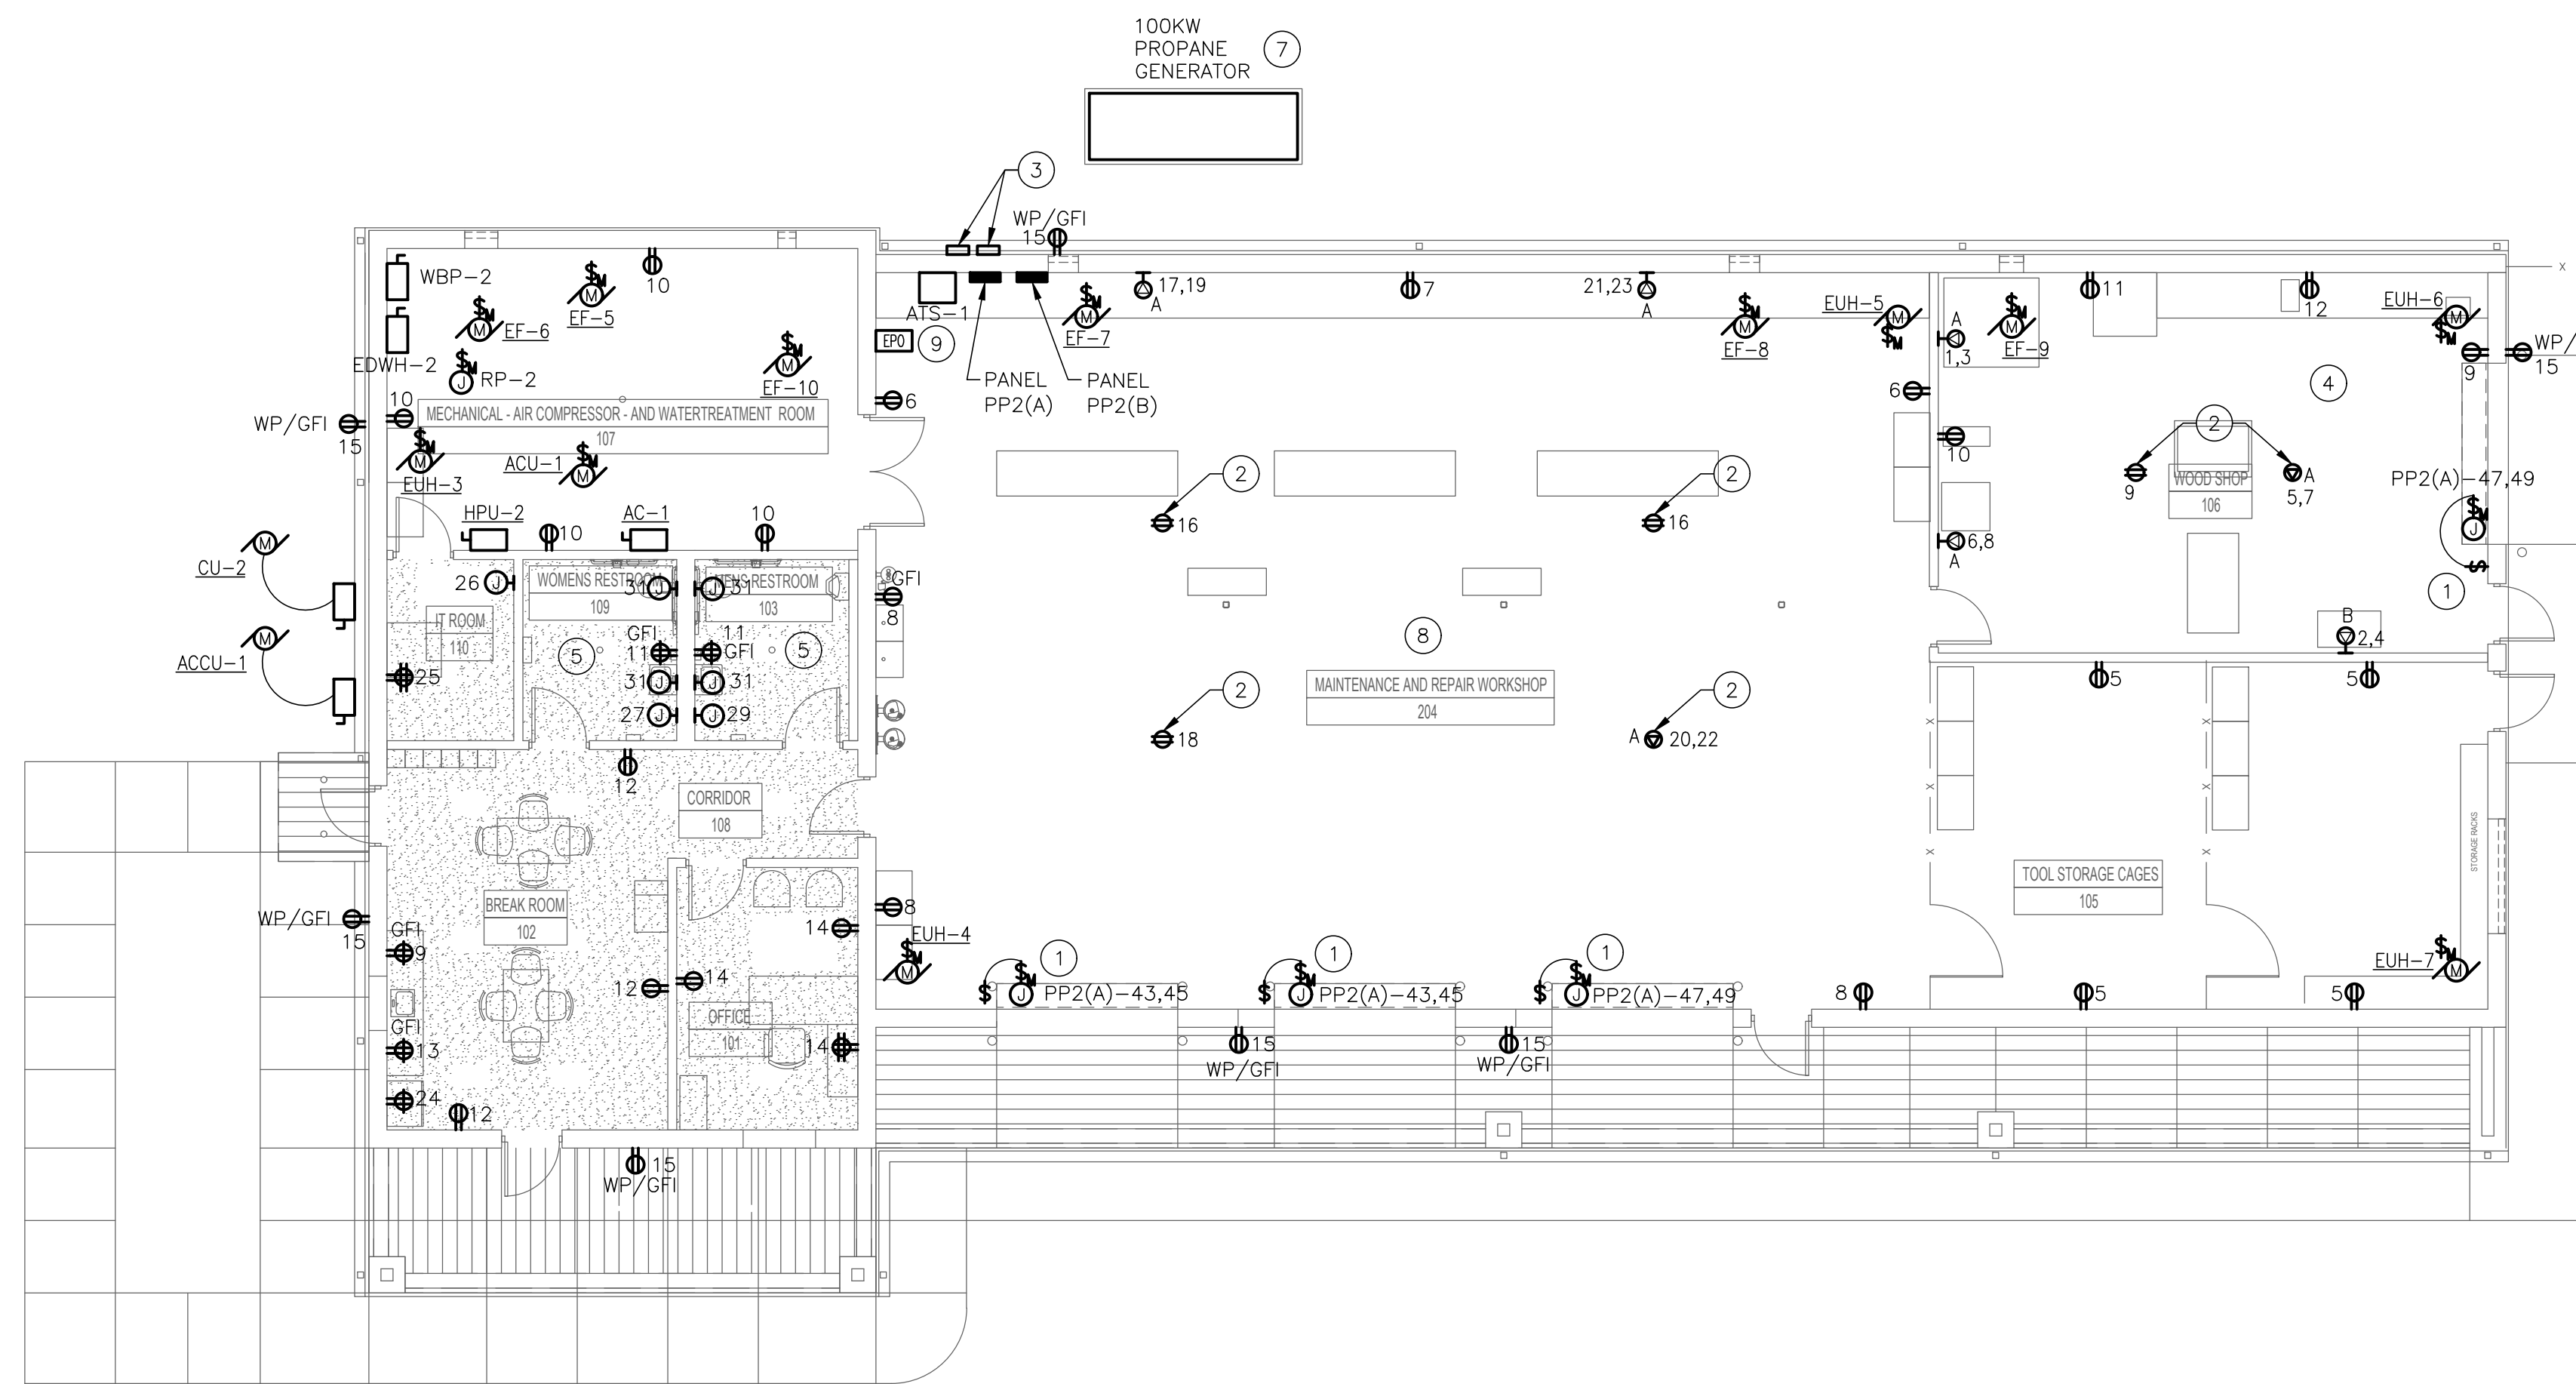 100KW
PROPANE
GENERATOR
7
3
WP/GFI
15
WBP-2
EF-5
EF-6
EDWH-2
RP-2
10
EF-10
ATS-1
EPO
9
EF-7
17,19
A
7
21,23
A
EF-8
EUH-5
A
1,3
EF-9
11
12
EUH-6
9
WP/
15
x
PANEL
PP2(A)
PANEL
PP2(B)
6
6
4
WP/GFI
15
10
MECHANICAL - AIR COMPRESSOR - AND WATERTREATMENT ROOM
107
EUH-3
ACU-1
HPU-2
10
AC-1
10
2
16
2
16
10
6,8
A
2
9
A
5,7
WOOD SHOP
106
PP2(A)-47,49
1
CU-2
ACCU-1
26
IT ROOM
110
25
WOMENS RESTROOM
109
31
MENS RESTROOM
103
31
GFI
8
GFI
11
11
GFI
5
5
31
31
27
29
12
8
MAINTENANCE AND REPAIR WORKSHOP
204
2
18
2
A
20,22
B
2,4
5
5
CORRIDOR
108
BREAK ROOM
102
OFFICE
101
WP/GFI
15
GFI
9
GFI
13
24
12
12
14
14
14
8
EUH-4
1
PP2(A)-43,45
1
PP2(A)-43,45
1
PP2(A)-47,49
15
WP/GFI
15
WP/GFI
15
WP/GFI
8
TOOL STORAGE CAGES
105
STORAGE RACKS
x
x
x
x
x
x
EUH-7
5
5